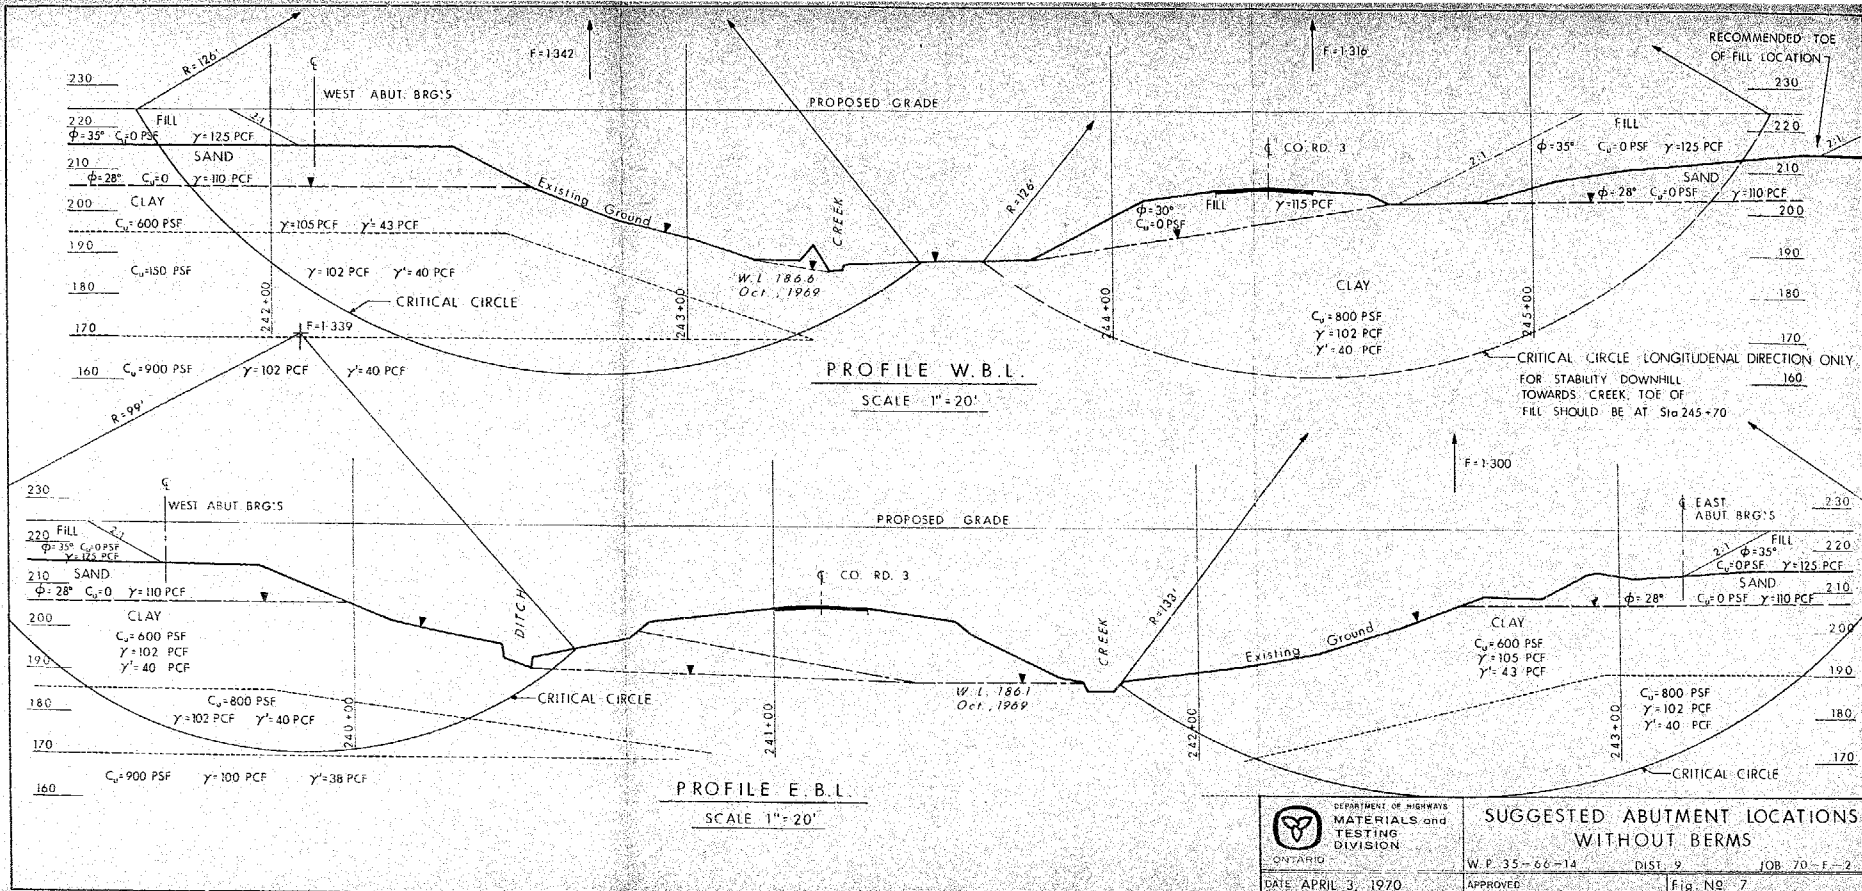 R=126'
F=1·342
F=1·316
RECOMMENDED TOE
OF FILL LOCATION
230
℄
WEST ABUT. BRG'S
PROPOSED GRADE
230
FILL
2:1
220
φ=35° Cu=0 PSF γ=125 PCF
SAND
210
φ=28° Cu=0 γ=110 PCF
CLAY
200
Cu=600 PSF γ=105 PCF γ'=43 PCF
190
Cu=150 PSF γ=102 PCF γ'=40 PCF
180
CRITICAL CIRCLE
170
242+00
F=1·339
160 Cu=900 PSF γ=102 PCF γ'=40 PCF
R=99'
Existing Ground
CREEK
W.L. 186.6
Oct., 1969
243+00
R=126'
℄ CO. RD. 3
φ=30°
Cu=0 PSF
FILL γ=115 PCF
244+00
2:1
FILL
φ=35° Cu=0 PSF γ=125 PCF
2:1
220
210
SAND
φ=28° Cu=0 PSF γ=110 PCF
200
190
CLAY
Cu=800 PSF
γ=102 PCF
γ'=40 PCF
180
245+00
170
CRITICAL CIRCLE LONGITUDENAL DIRECTION ONLY
160
FOR STABILITY DOWNHILL
TOWARDS CREEK, TOE OF
FILL SHOULD BE AT Sta 245+70
PROFILE W.B.L.
SCALE 1"=20'
F=1·300
230
℄
WEST ABUT BRG'S
PROPOSED GRADE
℄ EAST
ABUT BRG'S
230
FILL
2:1
220
φ=35° Cu=0 PSF
γ=125 PCF
SAND
210
φ=28° Cu=0 γ=110 PCF
200
CLAY
Cu=600 PSF
γ=102 PCF
γ'=40 PCF
190
Cu=800 PSF
γ=102 PCF γ'=40 PCF
180
170
Cu=900 PSF γ=100 PCF γ'=38 PCF
160
240+00
DITCH
CRITICAL CIRCLE
℄ CO. RD. 3
241+00
W.L. 186.1
Oct., 1969
CREEK
R=133'
242+00
Existing Ground
2:1
FILL
φ=35°
Cu=0 PSF γ=125 PCF
220
SAND
φ=28° Cu=0 PSF γ=110 PCF
210
CLAY
Cu=600 PSF
γ=105 PCF
γ'=43 PCF
200
190
Cu=800 PSF
γ=102 PCF
γ'=40 PCF
180
243+00
170
CRITICAL CIRCLE
PROFILE E.B.L.
SCALE 1"=20'
DEPARTMENT OF HIGHWAYS
MATERIALS and
TESTING
DIVISION
ONTARIO
SUGGESTED ABUTMENT LOCATIONS
WITHOUT BERMS
W.P. 35-66-14 DIST. 9 JOB 70-F-2
DATE APRIL 3, 1970 APPROVED Fig. NO. 7